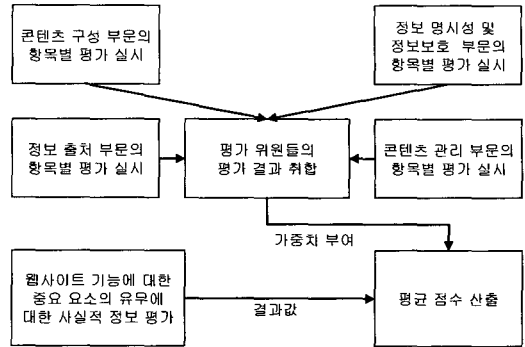 콘텐츠 구성 부문의
항목별 평가 실시
정보 명시성 및
정보보호 부문의
항목별 평가 실시
정보 출처 부문의
항목별 평가 실시
평가 위원들의
평가 결과 취합
콘텐츠 관리 부문의
항목별 평가 실시
가중치 부여
웹사이트 기능에 대한
중요 요소의 유무에
대한 사실적 정보 평가
결과값
평균 점수 산출